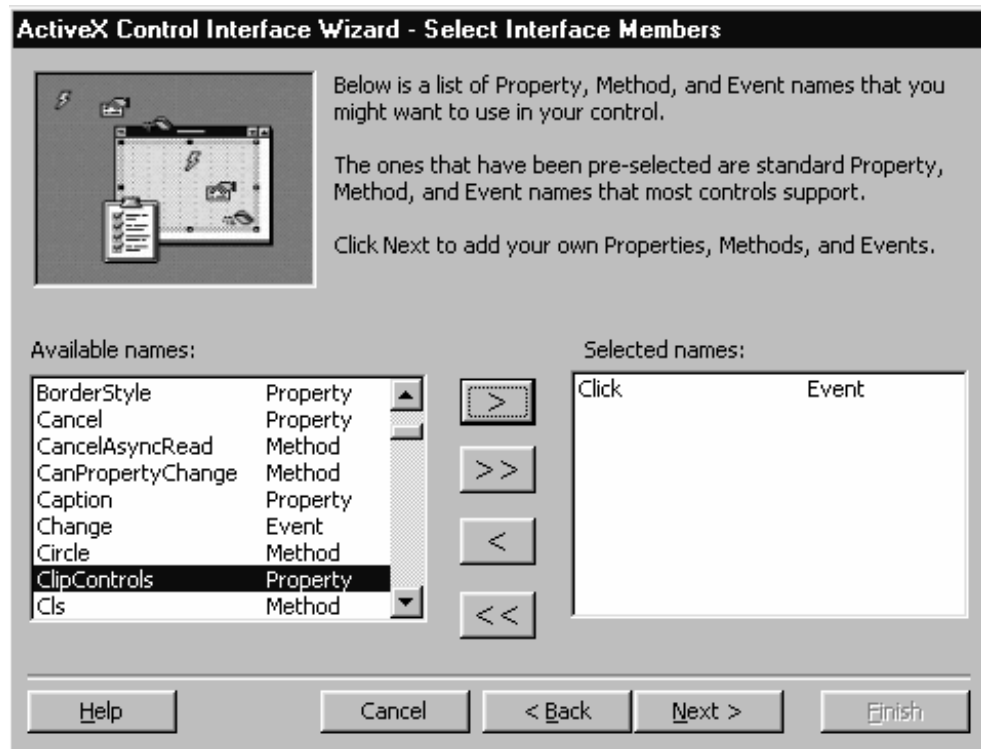 ActiveX Control Interface Wizard - Select Interface Members
Below is a list of Property, Method, and Event names that you
might want to use in your control.
The ones that have been pre-selected are standard Property,
Method, and Event names that most controls support.
Click Next to add your own Properties, Methods, and Events.
Available names:
Selected names:
BorderStyle Property
Cancel Property
CancelAsyncRead Method
CanPropertyChange Method
Caption Property
Change Event
Circle Method
ClipControls Property
Cls Method
>
>>
<
<<
Click Event
Help
Cancel
< Back
Next >
Finish